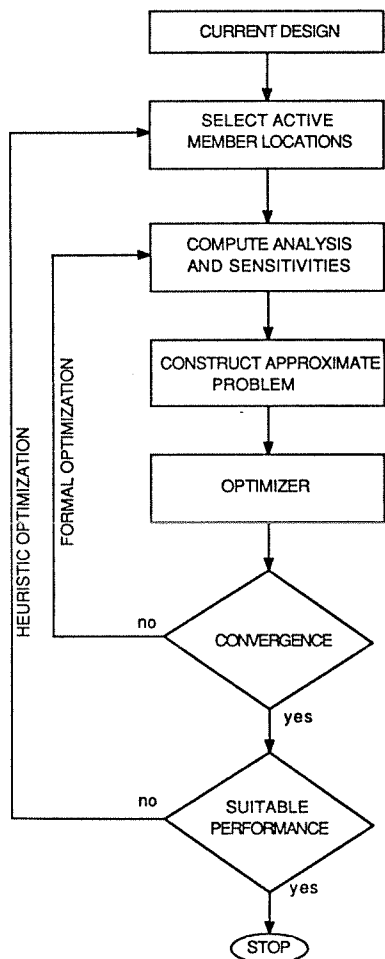 CURRENT DESIGN
SELECT ACTIVE
MEMBER LOCATIONS
COMPUTE ANALYSIS
AND SENSITIVITIES
CONSTRUCT APPROXIMATE
PROBLEM
OPTIMIZER
HEURISTIC OPTIMIZATION
FORMAL OPTIMIZATION
no
CONVERGENCE
yes
no
SUITABLE
PERFORMANCE
yes
STOP